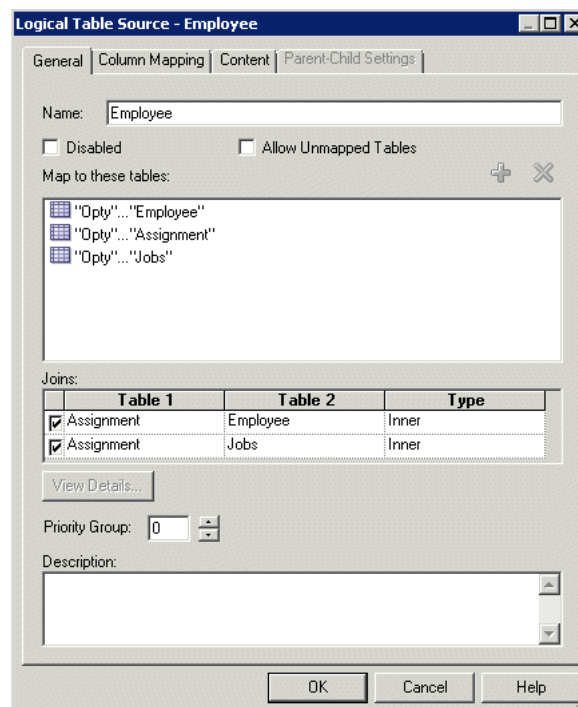 Logical Table Source - Employee
General Column Mapping Content Parent-Child Settings
Name: Employee
Disabled Allow Unmapped Tables
Map to these tables:
"Opty"..."Employee"
"Opty"..."Assignment"
"Opty"..."Jobs"
Joins:
Table 1 Table 2 Type
Assignment Employee Inner
Assignment Jobs Inner
View Details...
Priority Group: 0
Description:
OK Cancel Help